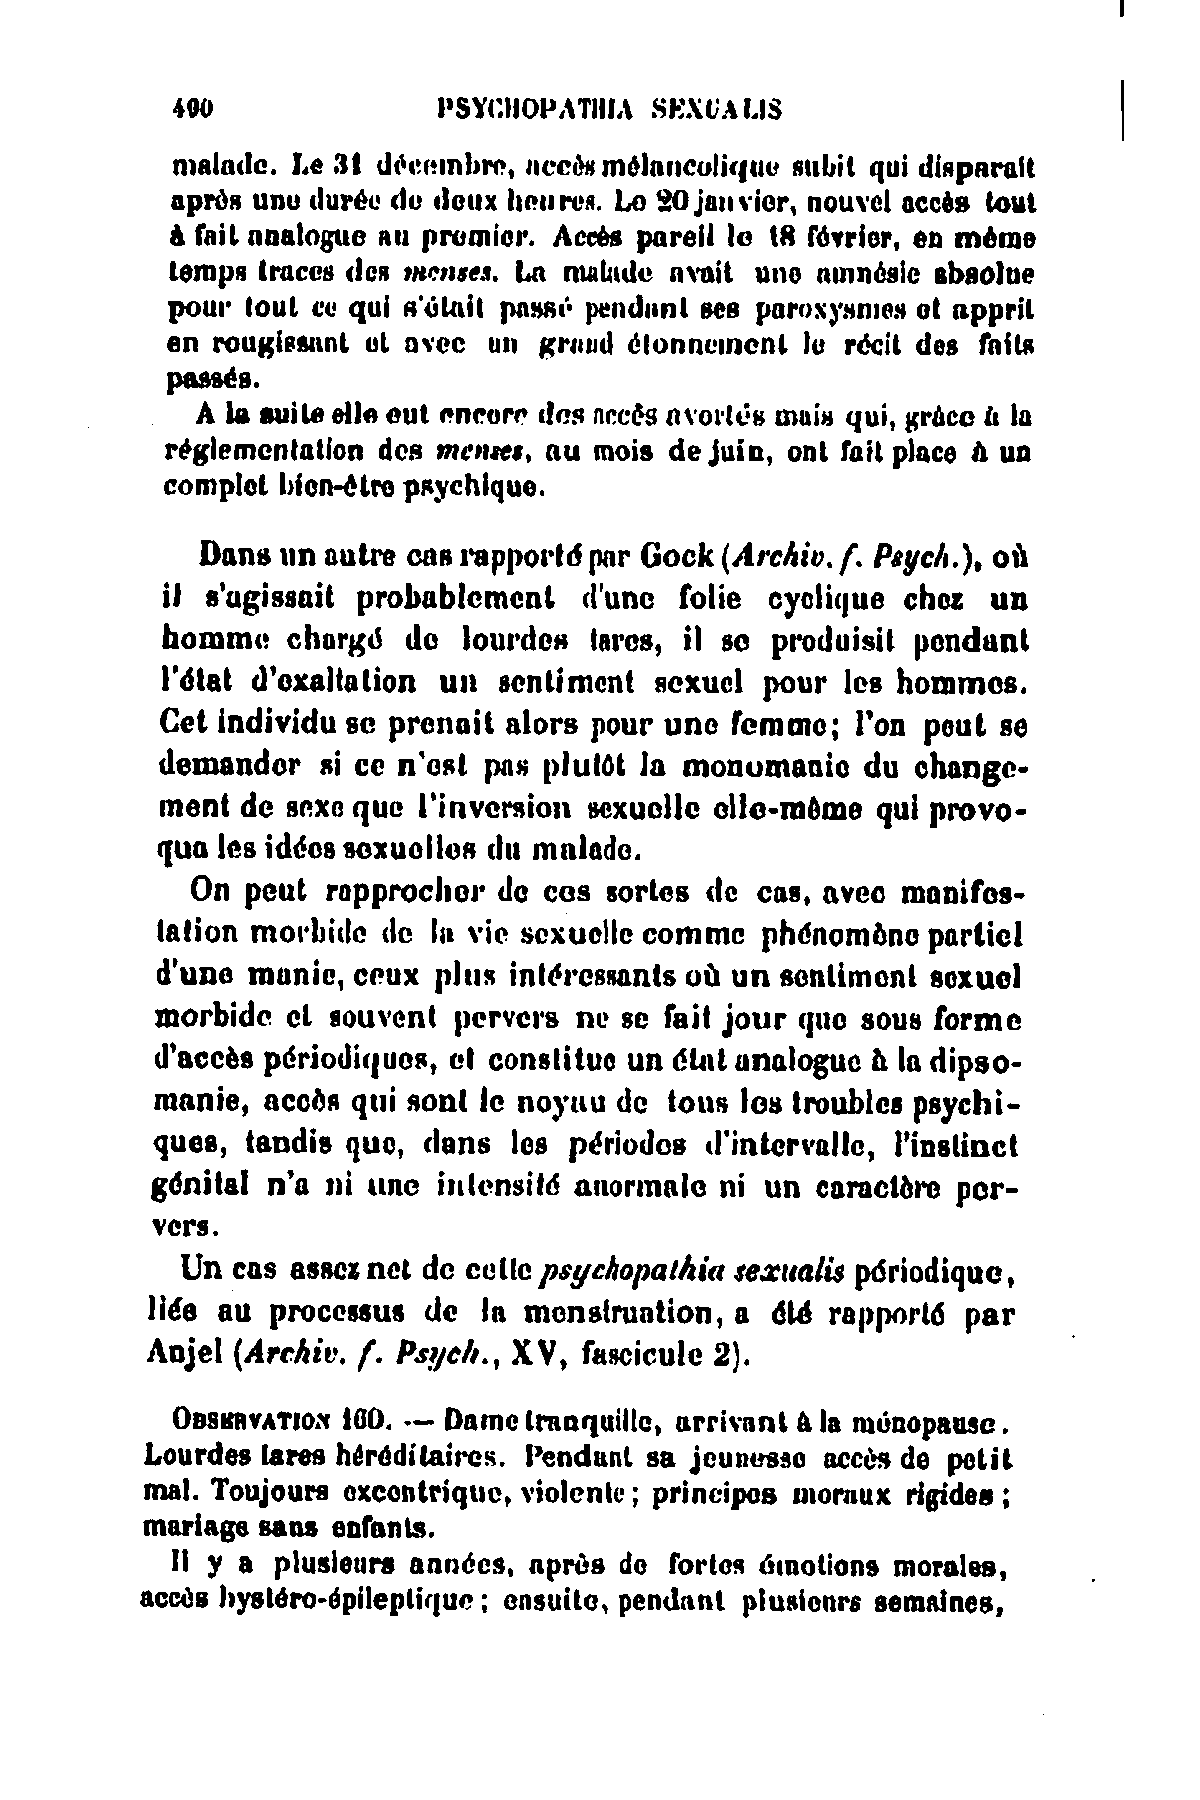 490 PSYCHOPATHIA SEXUALIS
malade. Le 31 décembre, accès mélancolique subit qui disparait
après une durée de deux heures. Le 20 janvier, nouvel accès tout
à fait analogue au premier. Accès pareil le 18 février, en même
temps traces des menses. La malade avait une amnésie absolue
pour tout ce qui s'était passé pendant ses paroxysmes et apprit
en rougissant et avec un grand étonnement le récit des faits
passés.
A la suite elle eut encore des accès avortés mais qui, grâce à la
réglementation des menses, au mois de juin, ont fait place à un
complet bien-être psychique.
Dans un autre cas rapporté par Gock (Archiv. f. Psych.), où
il s'agissait probablement d'une folie cyclique chez un
homme chargé de lourdes tares, il se produisit pendant
l'état d'exaltation un sentiment sexuel pour les hommes.
Cet individu se prenait alors pour une femme; l'on peut se
demander si ce n'est pas plutôt la monomanie du change-
ment de sexe que l'inversion sexuelle elle-même qui provo-
qua les idées sexuelles du malade.
On peut rapprocher de ces sortes de cas, avec manifes-
tation morbide de la vie sexuelle comme phénomène partiel
d'une manie, ceux plus intéressants où un sentiment sexuel
morbide et souvent pervers ne se fait jour que sous forme
d'accès périodiques, et constitue un état analogue à la dipso-
manie, accès qui sont le noyau de tous les troubles psychi-
ques, tandis que, dans les périodes d'intervalle, l'instinct
génital n'a ni une intensité anormale ni un caractère per-
vers.
Un cas assez net de cette psychopathia sexualis périodique,
liée au processus de la menstruation, a été rapporté par
Anjel (Archiv. f. Psych., XV, fascicule 2).
OBSERVATION 160. — Dame tranquille, arrivant à la ménopause.
Lourdes tares héréditaires. Pendant sa jeunesse accès de petit
mal. Toujours excentrique, violente; principes moraux rigides;
mariage sans enfants.
Il y a plusieurs années, après de fortes émotions morales,
accès hystéro-épileptique; ensuite, pendant plusieurs semaines,